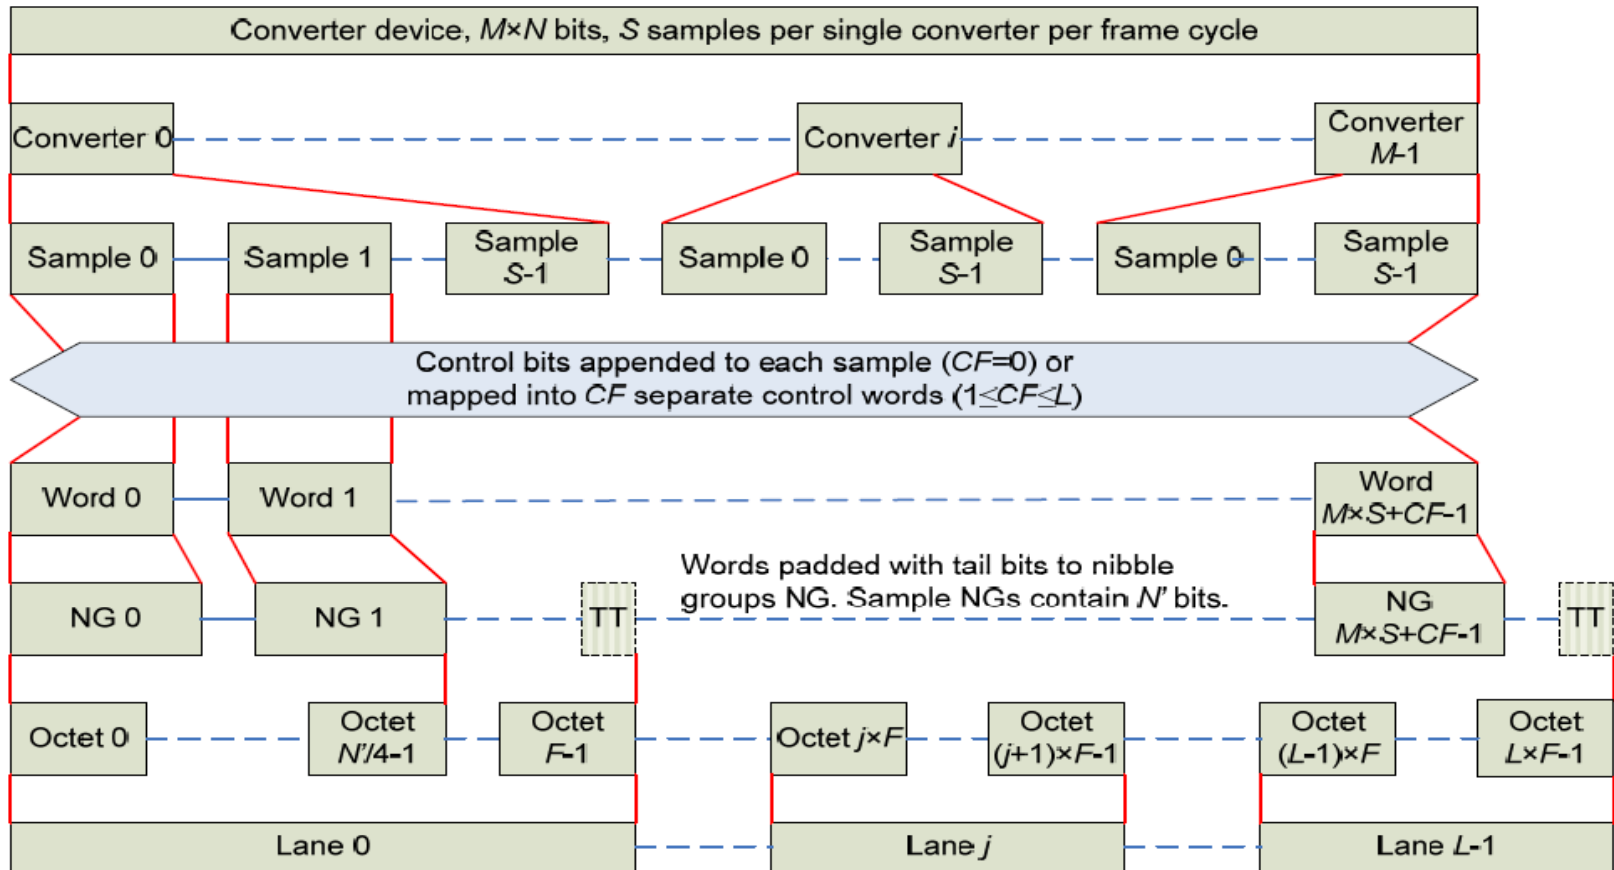 Converter device, M×N bits, S samples per single converter per frame cycle
Converter 0
Converter i
Converter
M-1
Sample 0
Sample 1
Sample
S-1
Sample 0
Sample
S-1
Sample 0
Sample
S-1
Control bits appended to each sample (CF=0) or
mapped into CF separate control words (1≤CF≤L)
Word 0
Word 1
Word
M×S+CF-1
Words padded with tail bits to nibble
groups NG. Sample NGs contain N' bits.
NG 0
NG 1
TT
NG
M×S+CF-1
TT
Octet 0
Octet
N'/4-1
Octet
F-1
Octet j×F
Octet
(j+1)×F-1
Octet
(L-1)×F
Octet
L×F-1
Lane 0
Lane j
Lane L-1